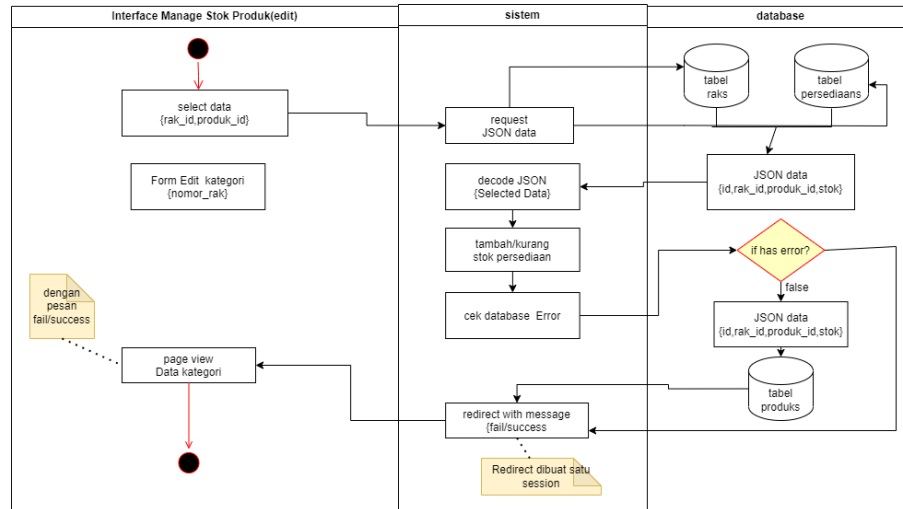 Interface Manage Stok Produk(edit)
sistem
database
select data
{rak_id,produk_id}
request
JSON data
tabel
raks
tabel
persediaans
Form Edit kategori
{nomor_rak}
decode JSON
{Selected Data}
JSON data
{id,rak_id,produk_id,stok}
tambah/kurang
stok persediaan
if has error?
false
cek database Error
JSON data
{id,rak_id,produk_id,stok}
dengan
pesan
fail/success
page view
Data kategori
tabel
produks
redirect with message
{fail/success
Redirect dibuat satu
session